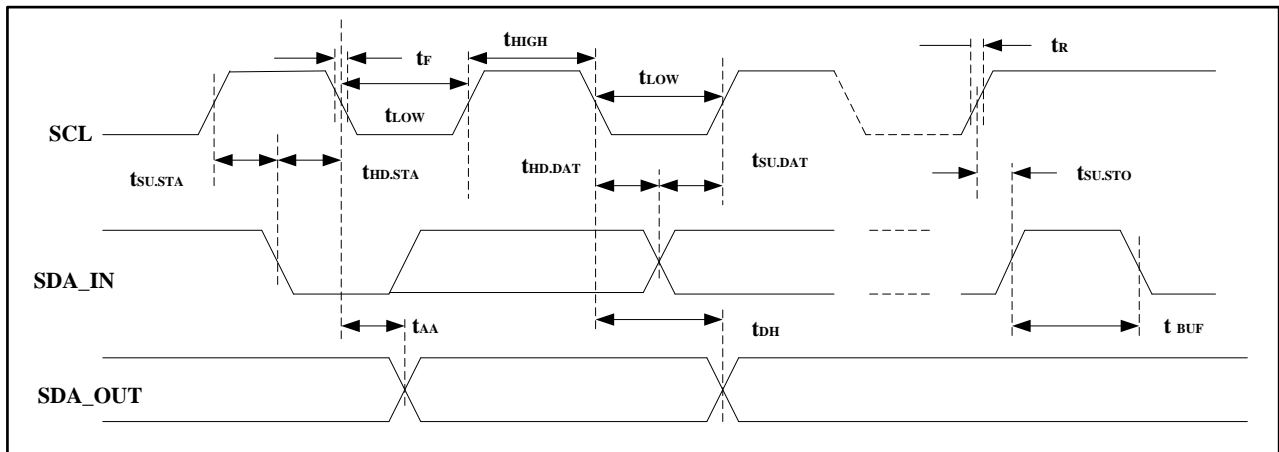 tF
tHIGH
tR
tLOW
tLOW
SCL
tSU.STA
tHD.STA
tHD.DAT
tSU.DAT
tSU.STO
SDA_IN
tAA
tDH
t BUF
SDA_OUT